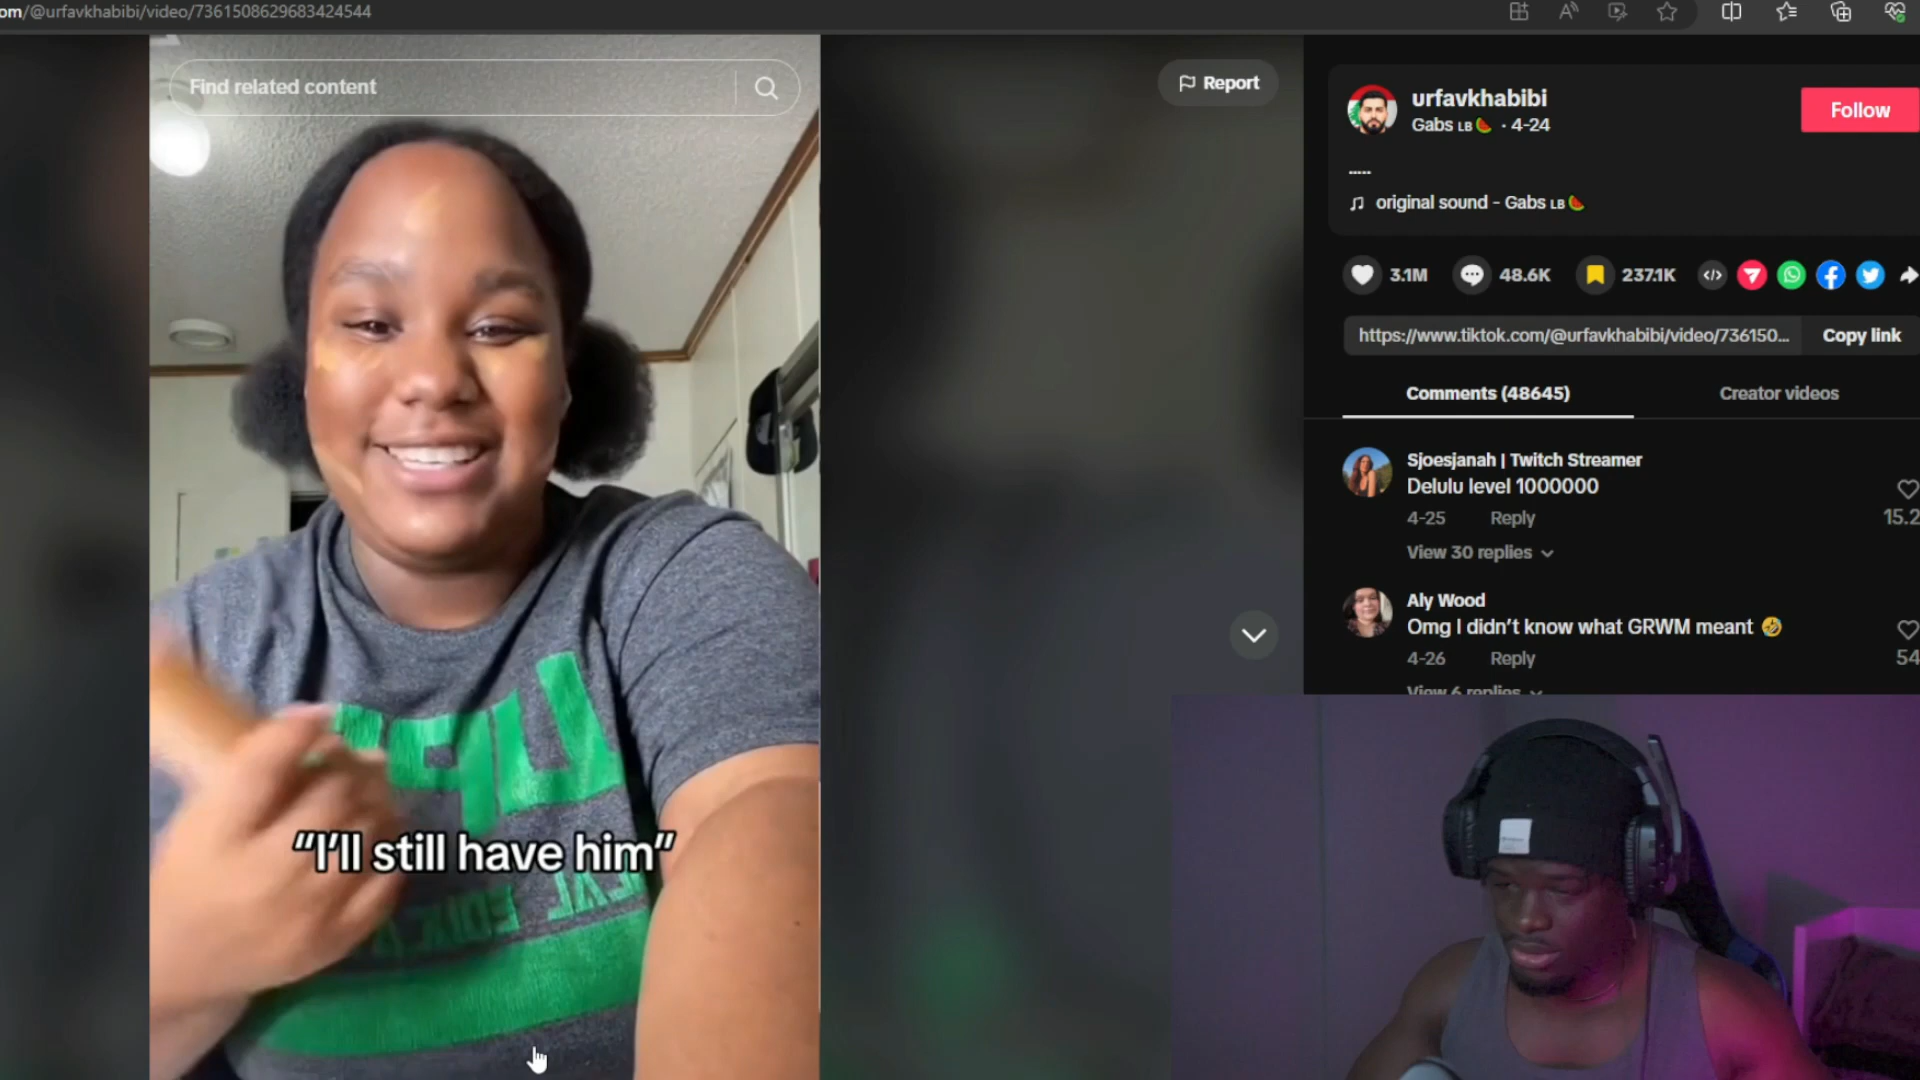 om/@urfavkhabibi/video/7361508629683424544
Find related content
Report
urfavkhabibi
Gabs LB🍉 · 4-24
Follow
.....
original sound - Gabs LB🍉
3.1M
48.6K
237.1K
https://www.tiktok.com/@urfavkhabibi/video/736150...
Copy link
Comments (48645)
Creator videos
Sjoesjanah | Twitch Streamer
Delulu level 1000000
4-25 Reply
15.2
View 30 replies
Aly Wood
Omg I didn't know what GRWM meant 🤣
4-26 Reply
54
View 6 replies
"I'll still have him"